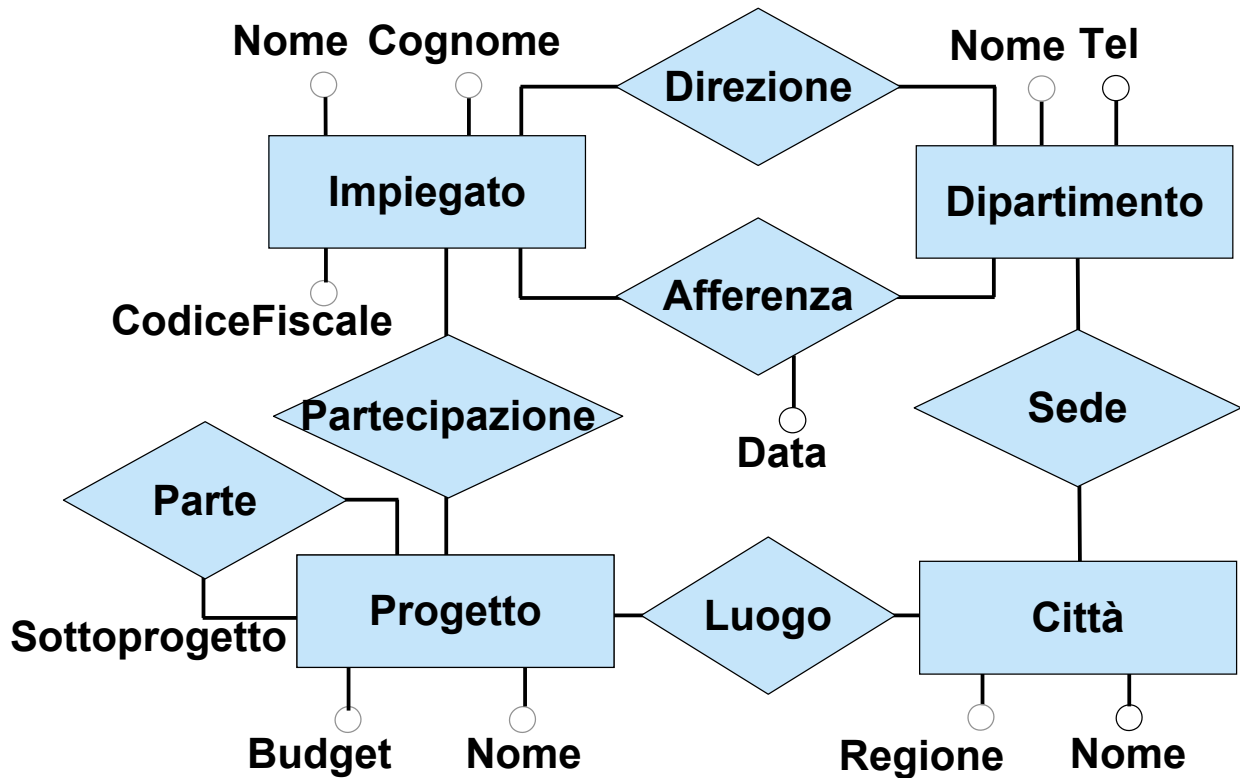 Nome
Cognome
Direzione
Nome
Tel
Impiegato
Dipartimento
CodiceFiscale
Afferenza
Partecipazione
Data
Sede
Parte
Sottoprogetto
Progetto
Luogo
Città
Budget
Nome
Regione
Nome